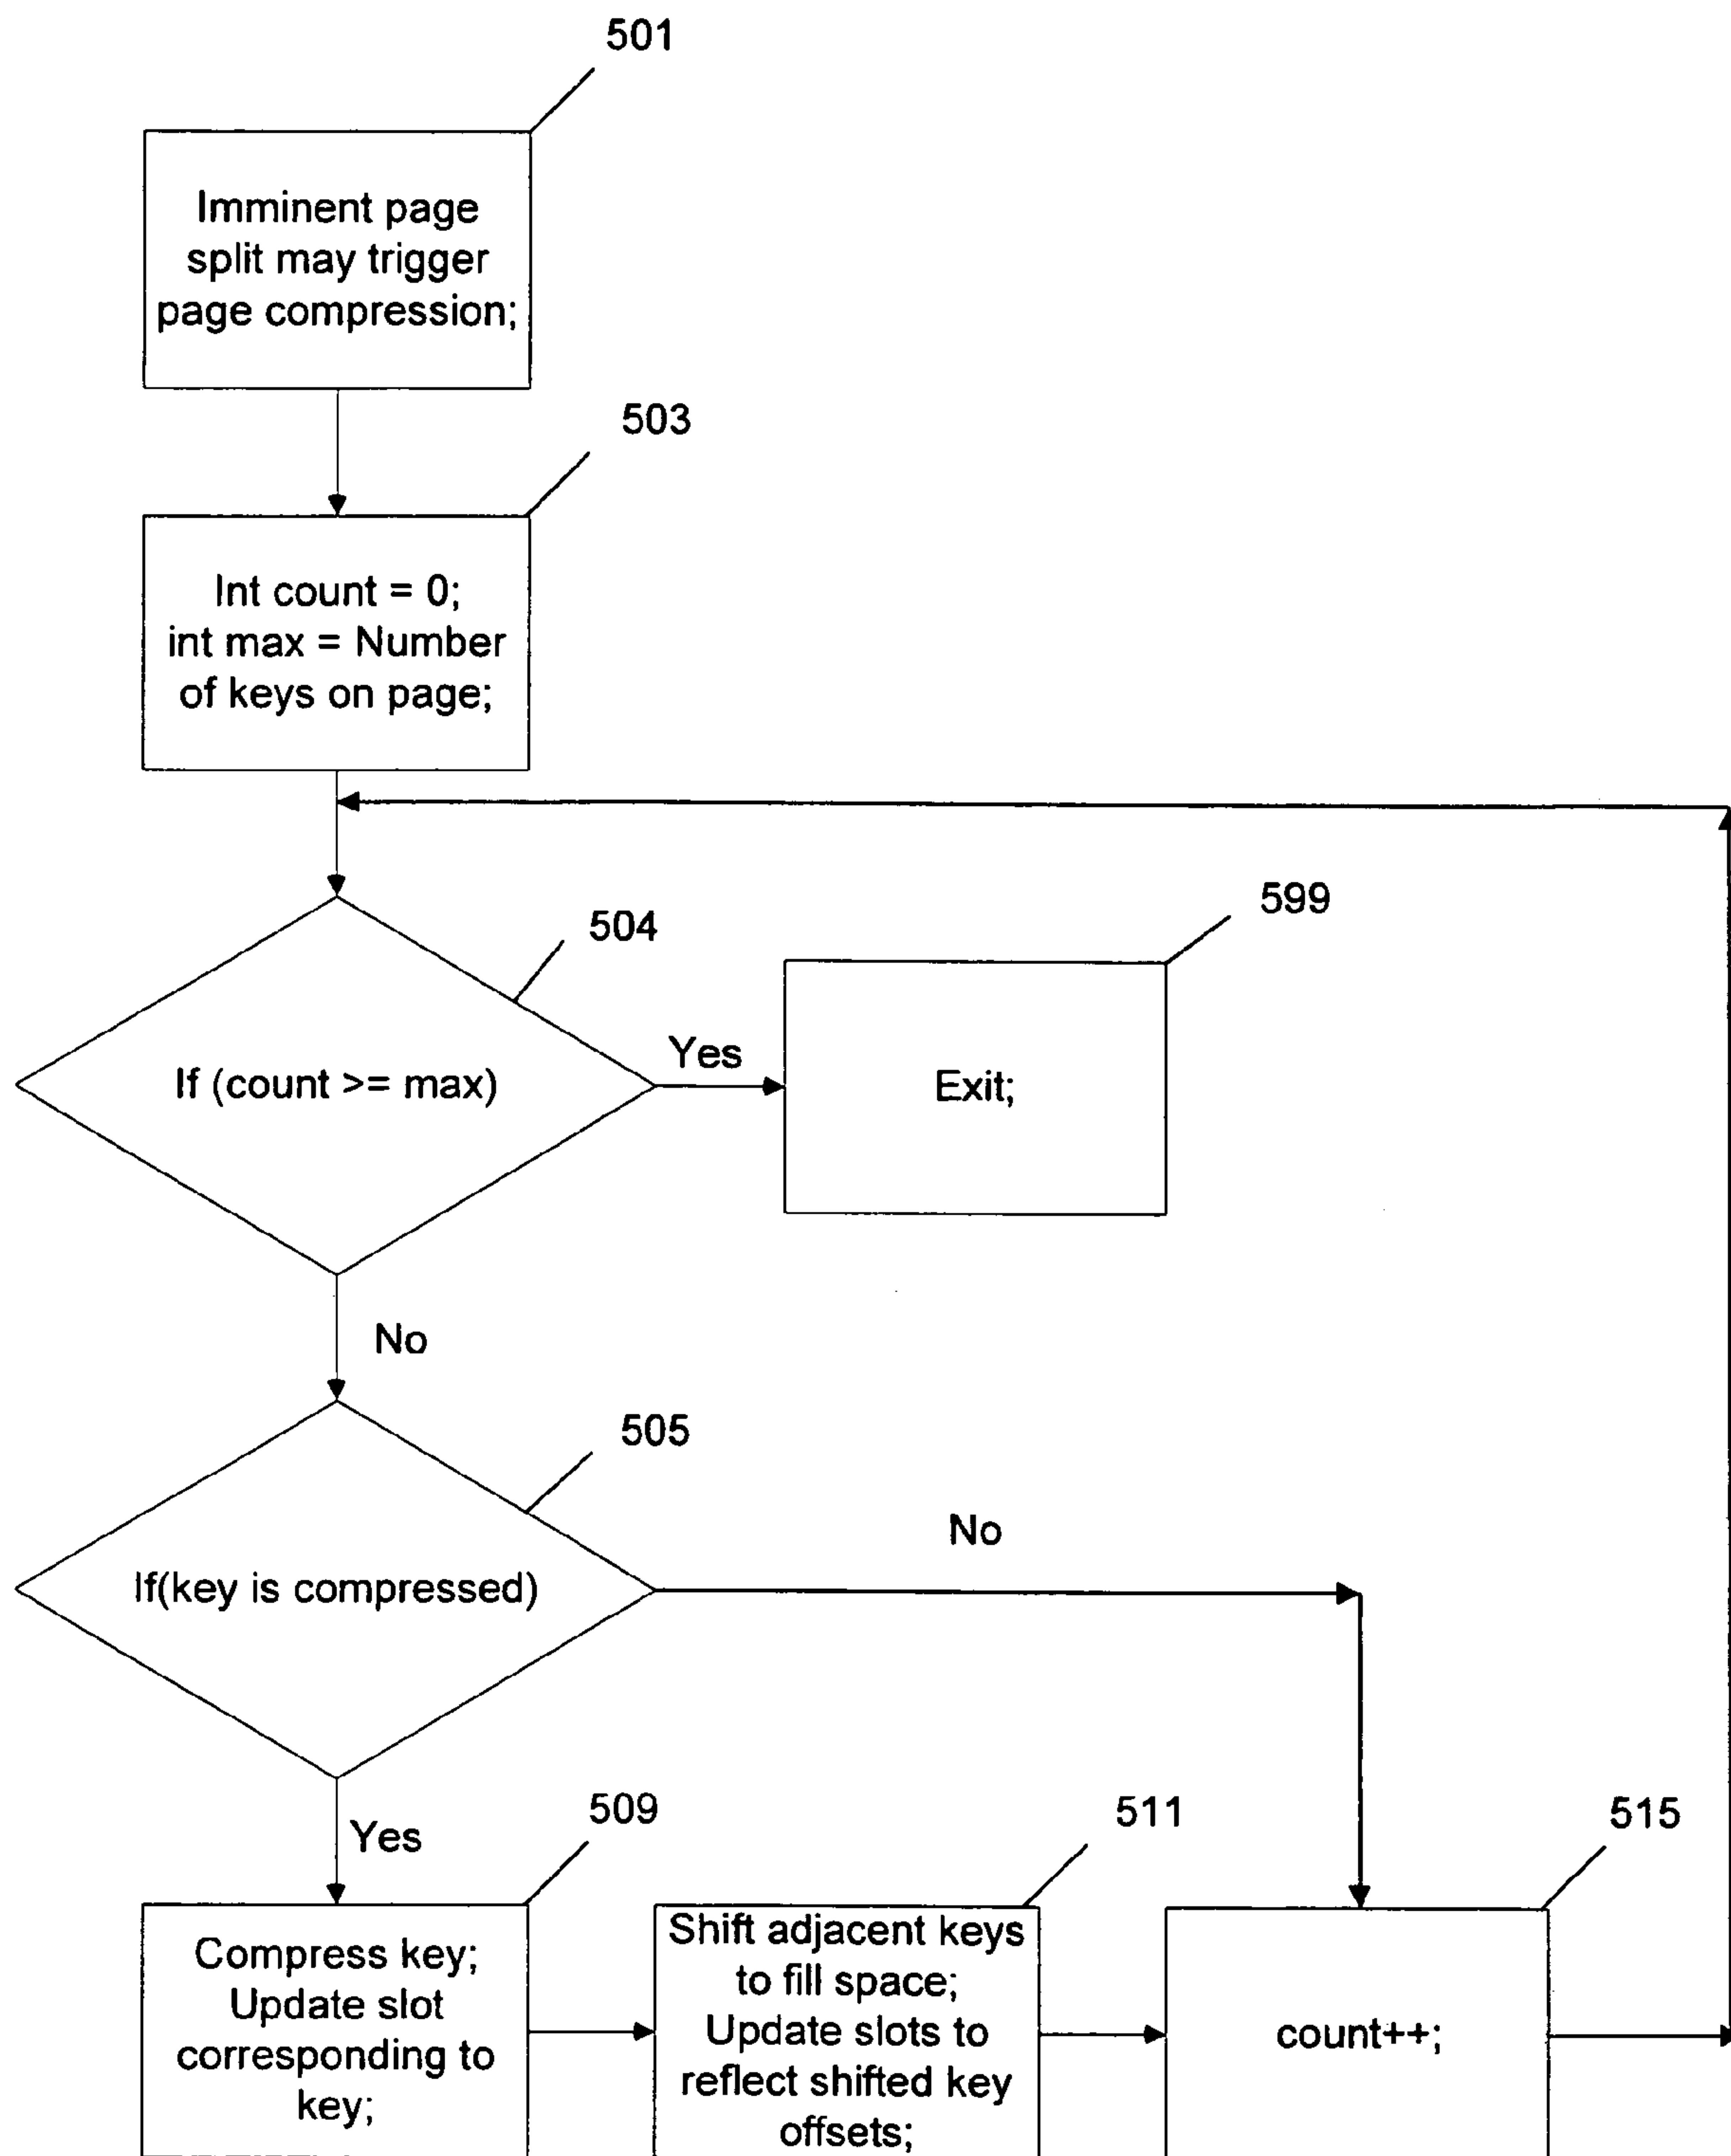 501
Imminent page
split may trigger
page compression;
503
Int count = 0;
int max = Number
of keys on page;
504
If (count >= max)
Yes
599
Exit;
No
505
If(key is compressed)
No
Yes
509
Compress key;
Update slot
corresponding to
key;
511
Shift adjacent keys
to fill space;
Update slots to
reflect shifted key
offsets;
515
count++;